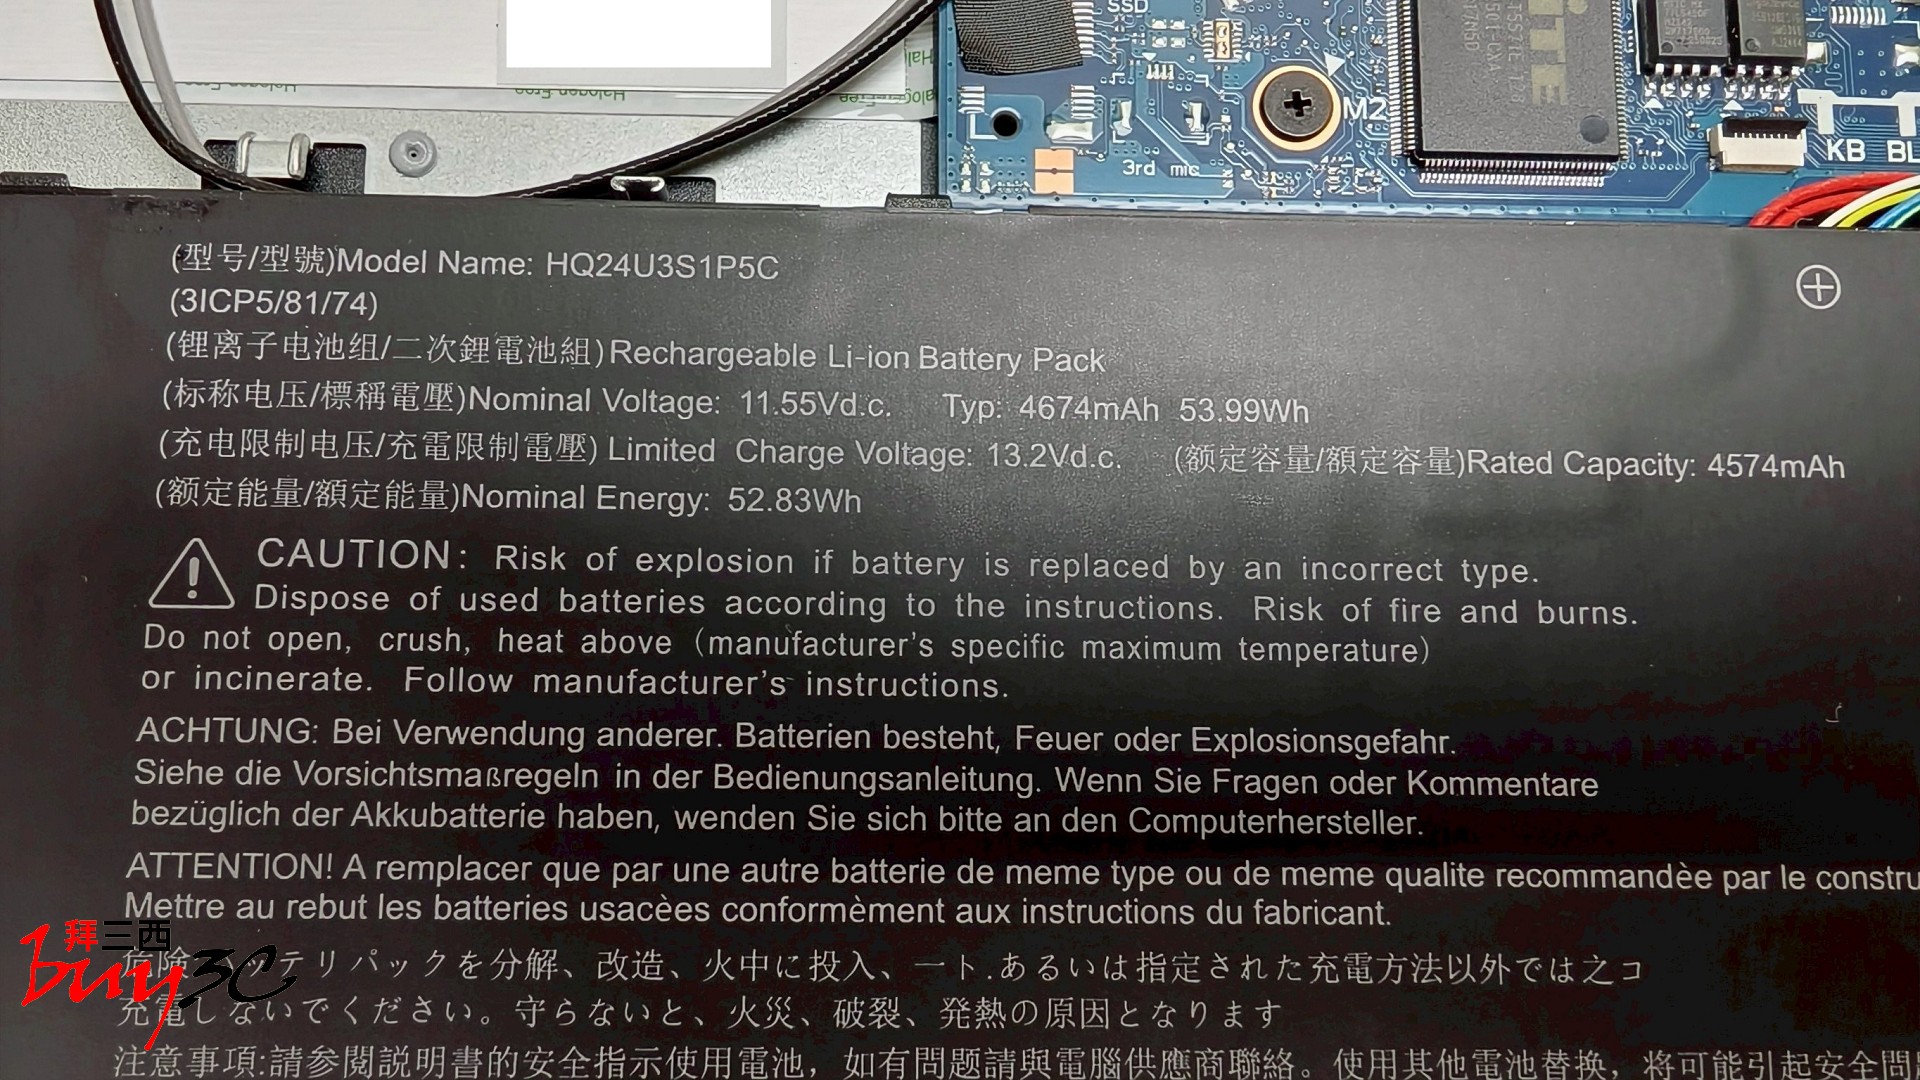 SSD
M2
3rd mic
KB BL
Halogen-Free
Halogen-Free
ITE
(型号/型號)Model Name: HQ24U3S1P5C
(3ICP5/81/74)
(锂离子电池组/二次鋰電池組)Rechargeable Li-ion Battery Pack
(标称电压/標稱電壓)Nominal Voltage: 11.55Vd.c. Typ: 4674mAh 53.99Wh
(充电限制电压/充電限制電壓) Limited Charge Voltage: 13.2Vd.c. (额定容量/額定容量)Rated Capacity: 4574mAh
(额定能量/額定能量)Nominal Energy: 52.83Wh
CAUTION: Risk of explosion if battery is replaced by an incorrect type.
Dispose of used batteries according to the instructions. Risk of fire and burns.
Do not open, crush, heat above (manufacturer's specific maximum temperature)
or incinerate. Follow manufacturer's instructions.
ACHTUNG: Bei Verwendung anderer. Batterien besteht, Feuer oder Explosionsgefahr.
Siehe die Vorsichtsmaßregeln in der Bedienungsanleitung. Wenn Sie Fragen oder Kommentare
bezüglich der Akkubatterie haben, wenden Sie sich bitte an den Computerhersteller.
ATTENTION! A remplacer que par une autre batterie de meme type ou de meme qualite recommandèe par le constru
Mettre au rebut les batteries usacèes conformèment aux instructions du fabricant.
危険 ッテリパックを分解、改造、火中に投入、一ト.あるいは指定された充電方法以外では之コ
充電しないでください。守らないと、火災、破裂、発熱の原因となります
注意事項:請参閱説明書的安全指示使用電池，如有問題請與電腦供應商聯絡。使用其他電池替换，将可能引起安全問題
拜三西
buy3C